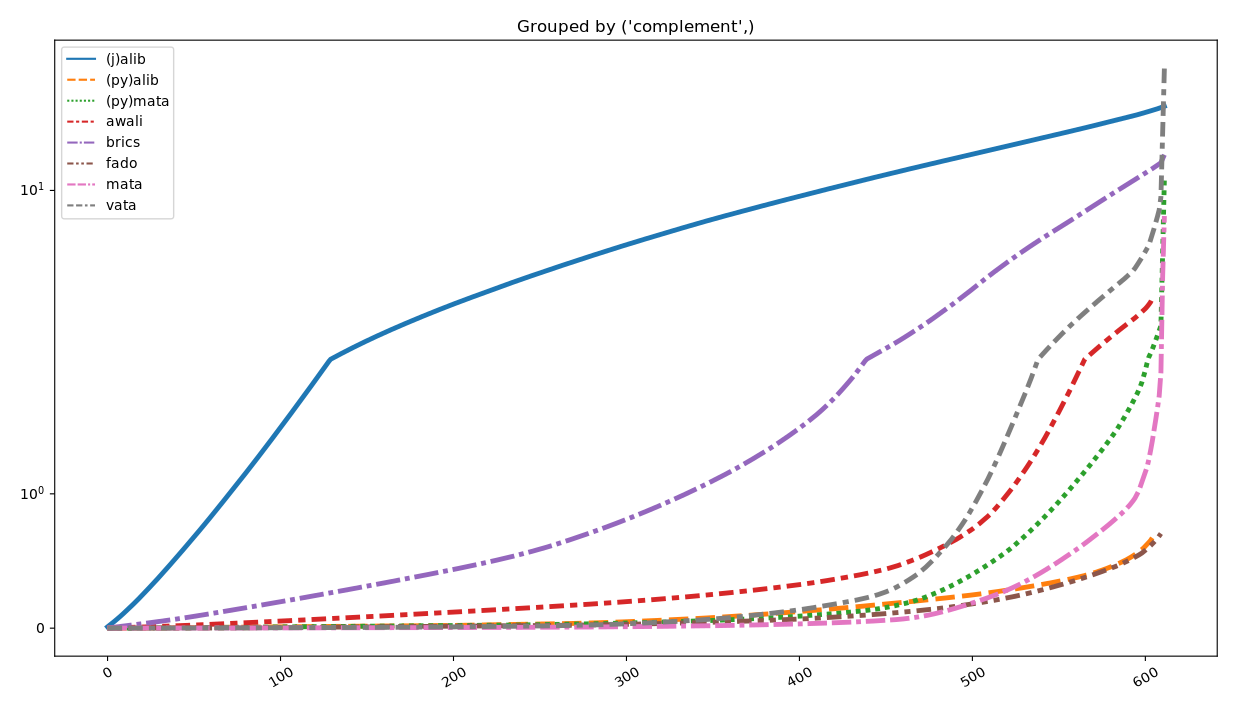 Grouped by ('complement',)
(j)alib
(py)alib
(py)mata
awali
brics
fado
mata
vata
10^1
10^0
0
0
100
200
300
400
500
600